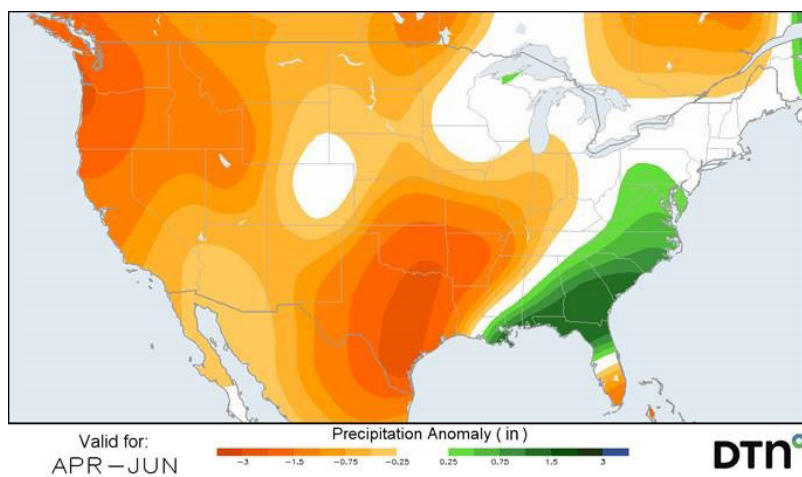 Precipitation Anomaly ( in )
Valid for:
APR-JUN
-3 -1.5 -0.75 -0.25 0.25 0.75 1.5 3
DTN